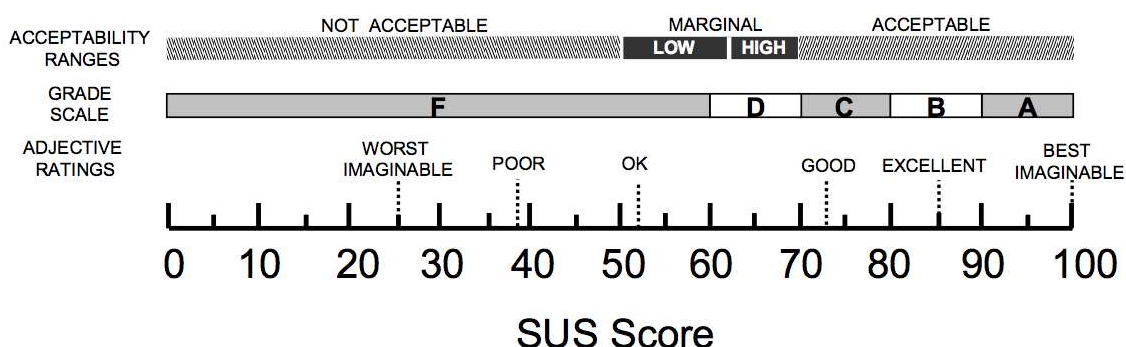 NOT ACCEPTABLE
MARGINAL
ACCEPTABLE
ACCEPTABILITY
RANGES
LOW
HIGH
GRADE
SCALE
F
D
C
B
A
ADJECTIVE
RATINGS
WORST
IMAGINABLE
POOR
OK
GOOD
EXCELLENT
BEST
IMAGINABLE
0 10 20 30 40 50 60 70 80 90 100
SUS Score